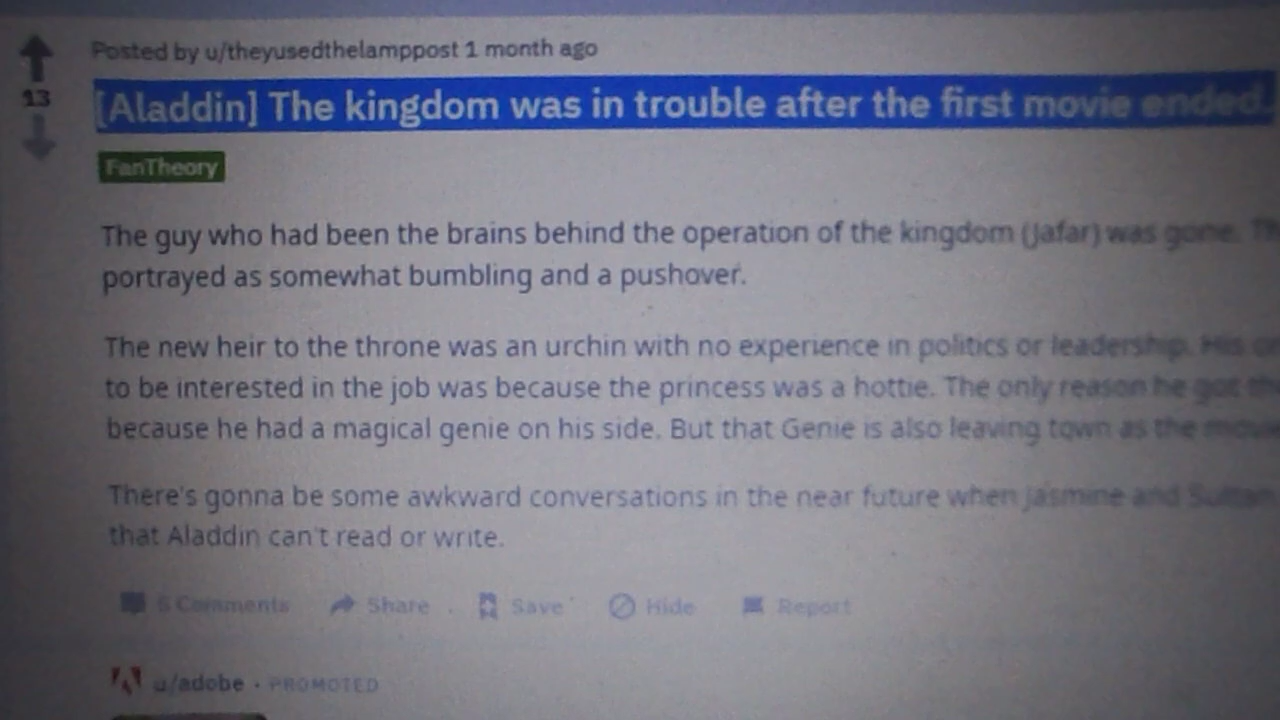 Posted by u/theyusedthelamppost 1 month ago
13
[Aladdin] The kingdom was in trouble after the first movie ended.
FanTheory
The guy who had been the brains behind the operation of the kingdom (Jafar) was gone.
portrayed as somewhat bumbling and a pushover.
The new heir to the throne was an urchin with no experience in politics or leadership. His
to be interested in the job was because the princess was a hottie. The only reason he got
because he had a magical genie on his side. But that Genie is also leaving town as the
There's gonna be some awkward conversations in the near future when Jasmine and Sultan
that Aladdin can't read or write.
6 Comments Share Save Hide Report
u/adobe · PROMOTED